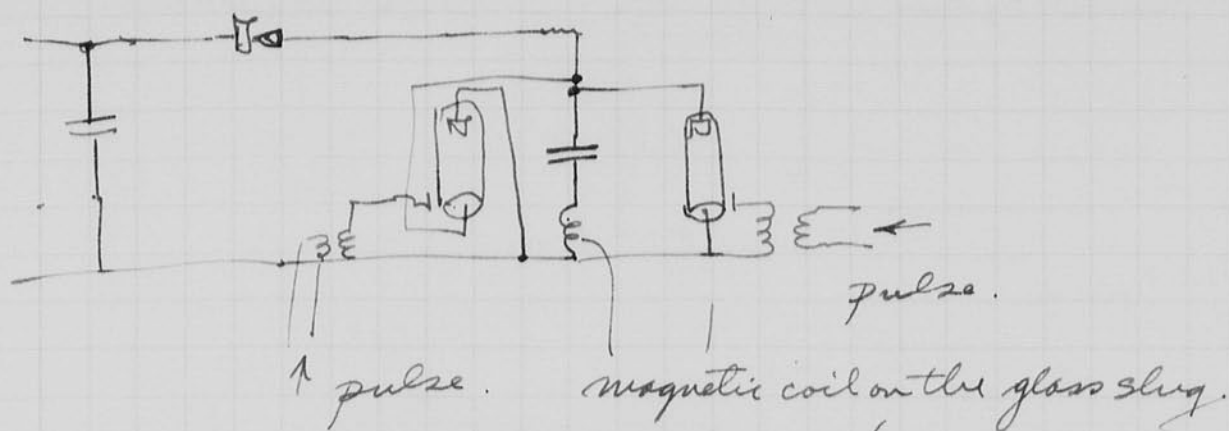 pulse.
pulse. magnetic coil on the glass slug.